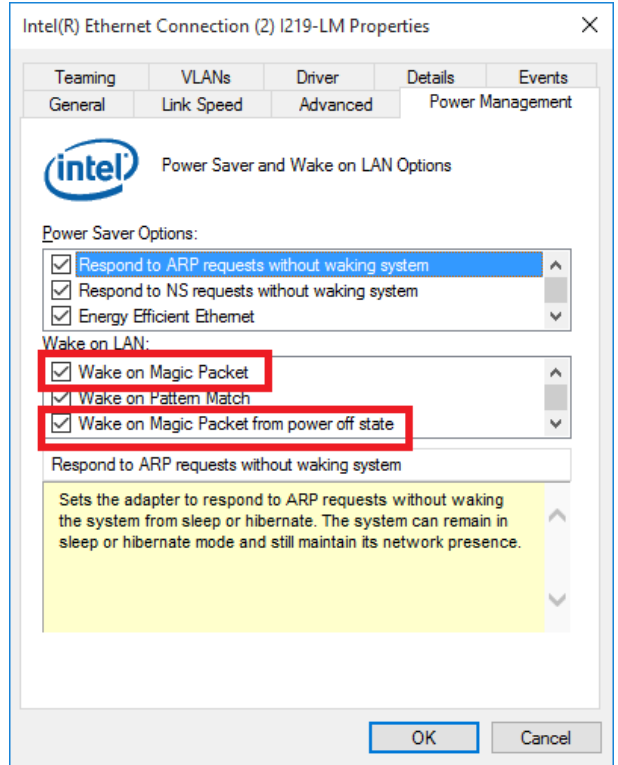 Intel(R) Ethernet Connection (2) I219-LM Properties
Teaming VLANs Driver Details Events
General Link Speed Advanced Power Management
intel Power Saver and Wake on LAN Options
Power Saver Options:
Respond to ARP requests without waking system
Respond to NS requests without waking system
Energy Efficient Ethernet
Wake on LAN:
Wake on Magic Packet
Wake on Pattern Match
Wake on Magic Packet from power off state
Respond to ARP requests without waking system
Sets the adapter to respond to ARP requests without waking
the system from sleep or hibernate. The system can remain in
sleep or hibernate mode and still maintain its network presence.
OK Cancel